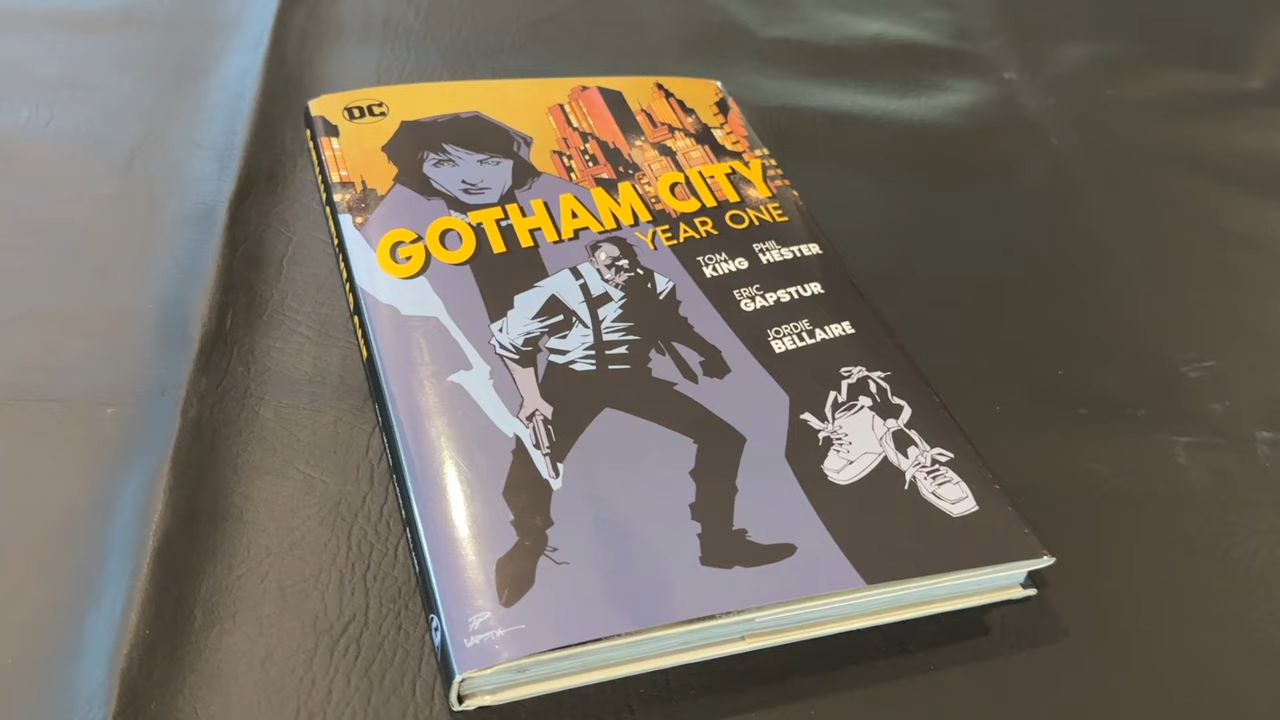 DC
GOTHAM CITY
YEAR ONE
TOM KING
PHIL HESTER
ERIC GAPSTUR
JORDIE BELLAIRE